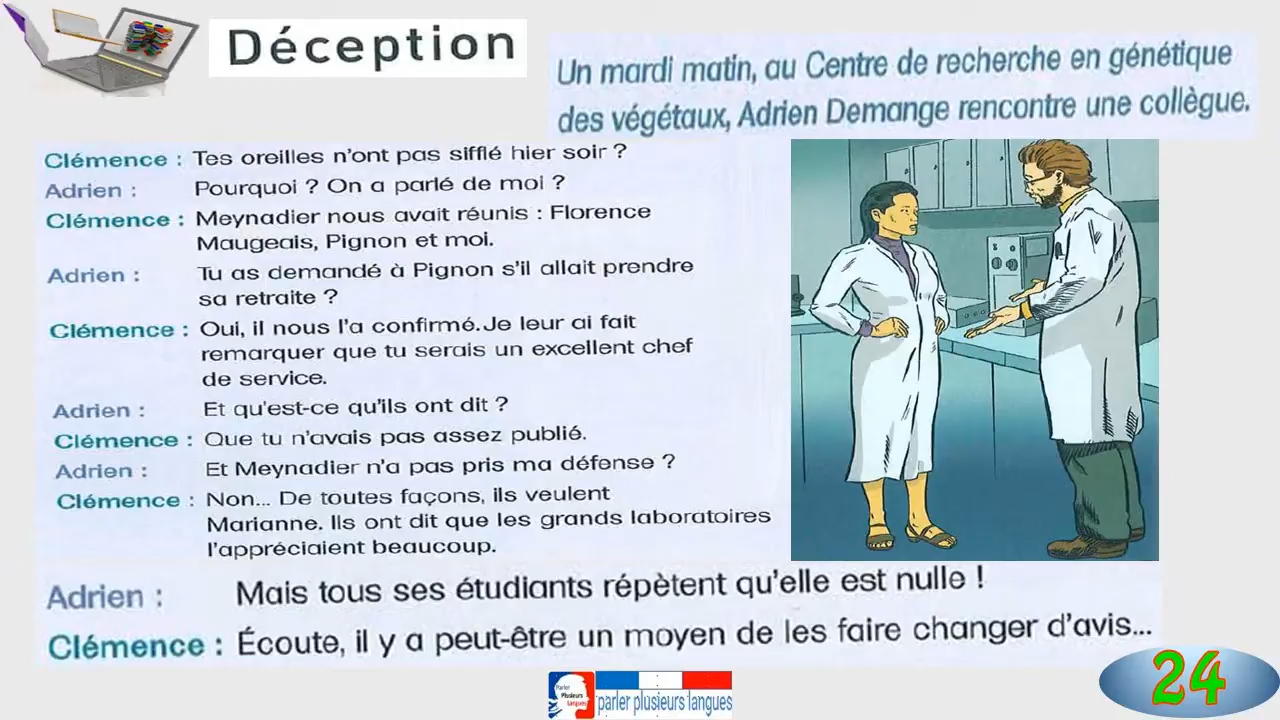 Déception
Un mardi matin, au Centre de recherche en génétique
des végétaux, Adrien Demange rencontre une collègue.
Clémence : Tes oreilles n'ont pas sifflé hier soir ?
Adrien : Pourquoi ? On a parlé de moi ?
Clémence : Meynadier nous avait réunis : Florence
Maugeais, Pignon et moi.
Adrien : Tu as demandé à Pignon s'il allait prendre
sa retraite ?
Clémence : Oui, il nous l'a confirmé. Je leur ai fait
remarquer que tu serais un excellent chef
de service.
Adrien : Et qu'est-ce qu'ils ont dit ?
Clémence : Que tu n'avais pas assez publié.
Adrien : Et Meynadier n'a pas pris ma défense ?
Clémence : Non... De toutes façons, ils veulent
Marianne. Ils ont dit que les grands laboratoires
l'appréciaient beaucoup.
Adrien : Mais tous ses étudiants répètent qu'elle est nulle !
Clémence : Écoute, il y a peut-être un moyen de les faire changer d'avis...
Parler
Plusieurs
langues
parler plusieurs langues
24